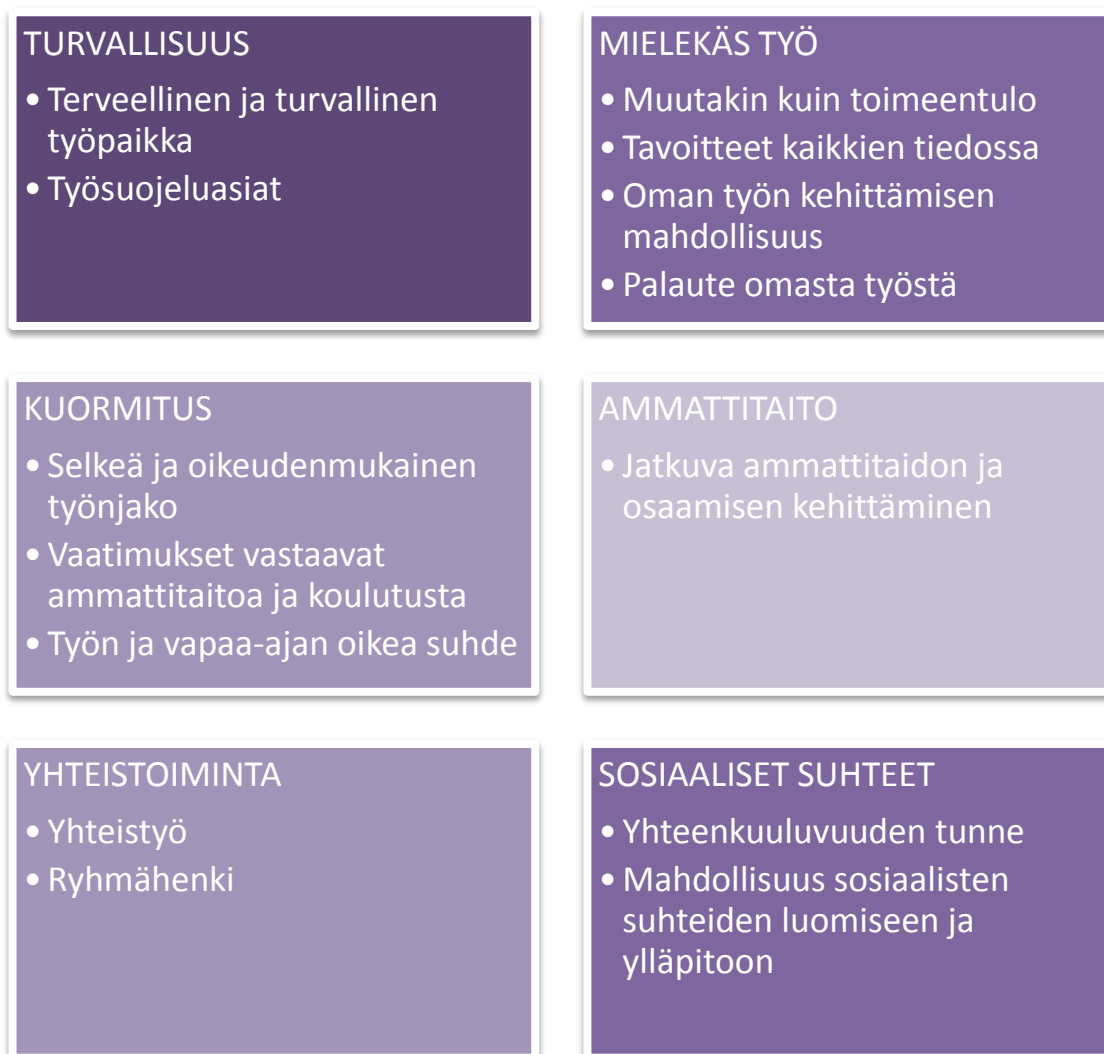 TURVALLISUUS
• Terveellinen ja turvallinen
työpaikka
• Työsuojeluasiat
MIELEKÄS TYÖ
• Muutakin kuin toimeentulo
• Tavoitteet kaikkien tiedossa
• Oman työn kehittämisen
mahdollisuus
• Palaute omasta työstä
KUORMITUS
• Selkeä ja oikeudenmukainen
työnjako
• Vaatimukset vastaavat
ammattitaitoa ja koulutusta
• Työn ja vapaa-ajan oikea suhde
AMMATTITAITO
• Jatkuva ammattitaidon ja
osaamisen kehittäminen
YHTEISTOIMINTA
• Yhteistyö
• Ryhmähenki
SOSIAALISET SUHTEET
• Yhteenkuuluvuuden tunne
• Mahdollisuus sosiaalisten
suhteiden luomiseen ja
ylläpitoon